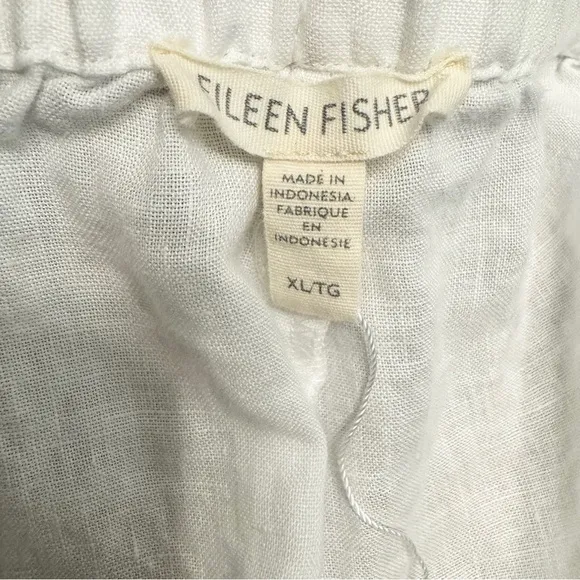 EILEEN FISHER
MADE IN
INDONESIA
FABRIQUE
EN
INDONESIE
XL/TG